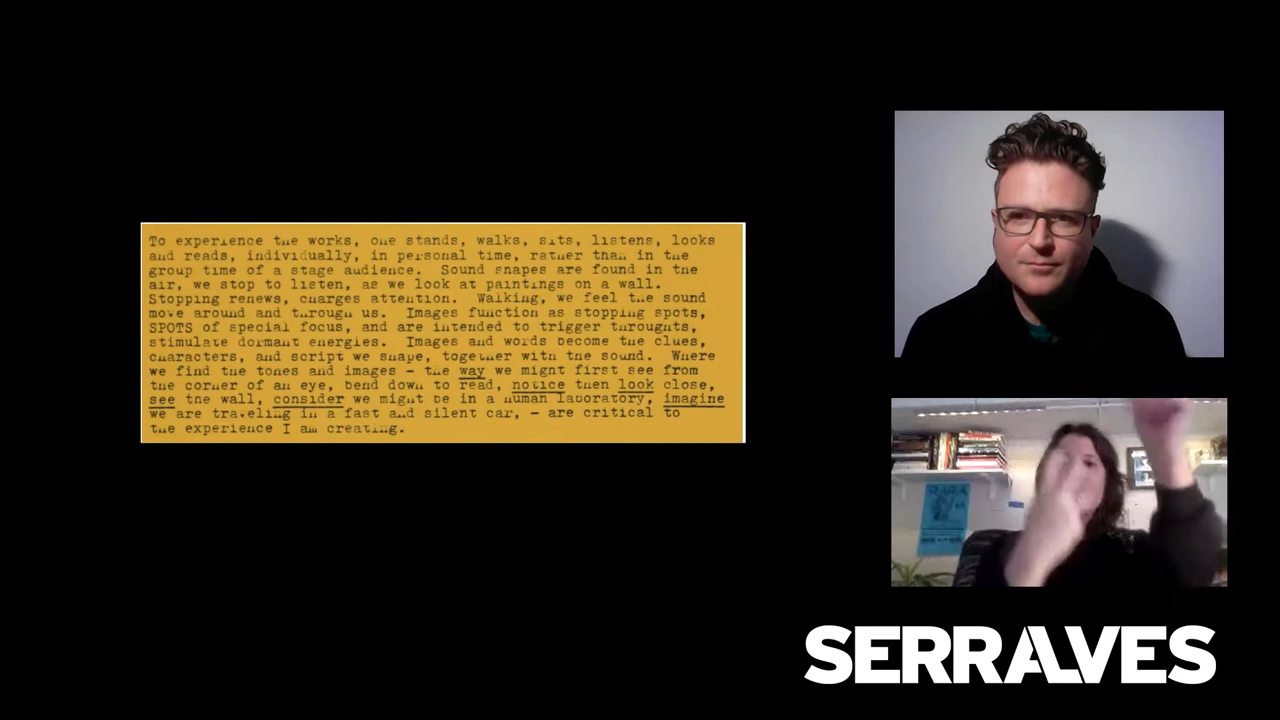 To experience the works, one stands, walks, sits, listens, looks
and reads, individually, in personal time, rather than in the
group time of a stage audience. Sound shapes are found in the
air, we stop to listen, as we look at paintings on a wall.
Stopping renews, charges attention. Walking, we feel the sound
move around and through us. Images function as stopping spots,
SPOTS of special focus, and are intended to trigger throughts,
stimulate dormant energies. Images and words become the clues,
characters, and script we shape, together with the sound. Where
we find the tones and images - the way we might first see from
the corner of an eye, bend down to read, notice then look close,
see the wall, consider we might be in a human laboratory, imagine
we are traveling in a fast and silent car, - are critical to
the experience I am creating.
SERRALVES